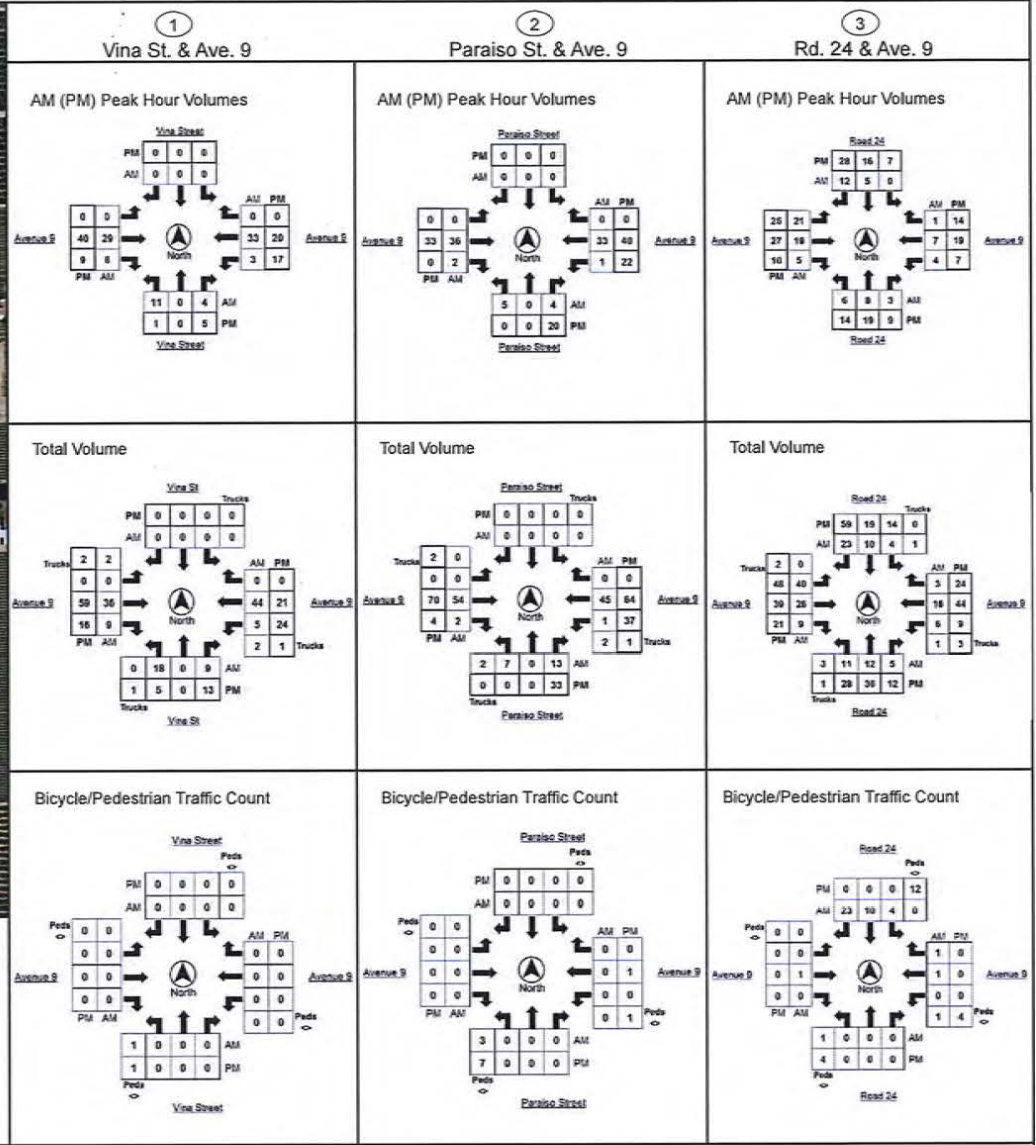 1 2 3
Vina St. & Ave. 9 Paraiso St. & Ave. 9 Rd. 24 & Ave. 9
AM (PM) Peak Hour Volumes
Vina Street
PM 0 0 0
AM 0 0 0
AM PM
0 0 0 0
Avenue 9 40 29 33 20 Avenue 9
North
9 6 3 17
PM AM
11 0 4 AM
1 0 5 PM
Vina Street
AM (PM) Peak Hour Volumes
Paraiso Street
PM 0 0 0
AM 0 0 0
AM PM
0 0 0 0
Avenue 9 33 36 33 40 Avenue 9
North
0 2 1 22
PM AM
5 0 4 AM
0 0 20 PM
Paraiso Street
AM (PM) Peak Hour Volumes
Road 24
PM 28 16 7
AM 12 5 0
AM PM
21 1 14
Avenue 9 27 19 7 19 Avenue 9
North
10 5 4 7
PM AM
6 8 3 AM
14 19 9 PM
Road 24
Total Volume
Vina St
Trucks
PM 0 0 0 0
AM 0 0 0 0
Trucks 2 2 AM PM
0 0 0 0
Avenue 9 59 36 44 21 Avenue 9
North
16 9 5 24
PM AM 2 1 Trucks
0 18 0 9 AM
1 5 0 13 PM
Trucks
Vina St
Total Volume
Paraiso Street
Trucks
PM 0 0 0 0
AM 0 0 0 0
Trucks 2 0 AM PM
0 0 0 0
Avenue 9 70 54 45 64 Avenue 9
North
4 2 1 37
PM AM 2 1 Trucks
2 7 0 13 AM
0 0 0 33 PM
Trucks
Paraiso Street
Total Volume
Road 24
Trucks
PM 59 19 14 0
AM 23 10 4 1
Trucks 2 0 AM PM
48 40 3 24
Avenue 9 39 26 44 Avenue 9
North
21 9 6 9
PM AM 1 3 Trucks
3 11 12 5 AM
1 28 12 PM
Trucks
Road 24
Bicycle/Pedestrian Traffic Count
Vina Street
Peds
PM 0 0 0 0
AM 0 0 0 0
Peds 0 0 AM PM
0 0 0 0
Avenue 9 0 0 0 0 Avenue 9
North
0 0 0 0
PM AM 0 0 Peds
1 0 0 0 AM
1 0 0 0 PM
Peds
Vina Street
Bicycle/Pedestrian Traffic Count
Paraiso Street
Peds
PM 0 0 0 0
AM 0 0 0 0
Peds 0 0 AM PM
0 0 0 0
Avenue 9 0 0 0 1 Avenue 9
North
0 0 0 0
PM AM 0 1 Peds
3 0 0 0 AM
7 0 0 0 PM
Peds
Paraiso Street
Bicycle/Pedestrian Traffic Count
Road 24
Peds
PM 0 0 0 12
AM 23 10 4 0
Peds 0 0 AM PM
0 0 1 0
Avenue 9 0 1 1 0 Avenue 9
North
0 0 0 0
PM AM 1 4 Peds
1 0 0 0 AM
4 0 0 0 PM
Peds
Road 24